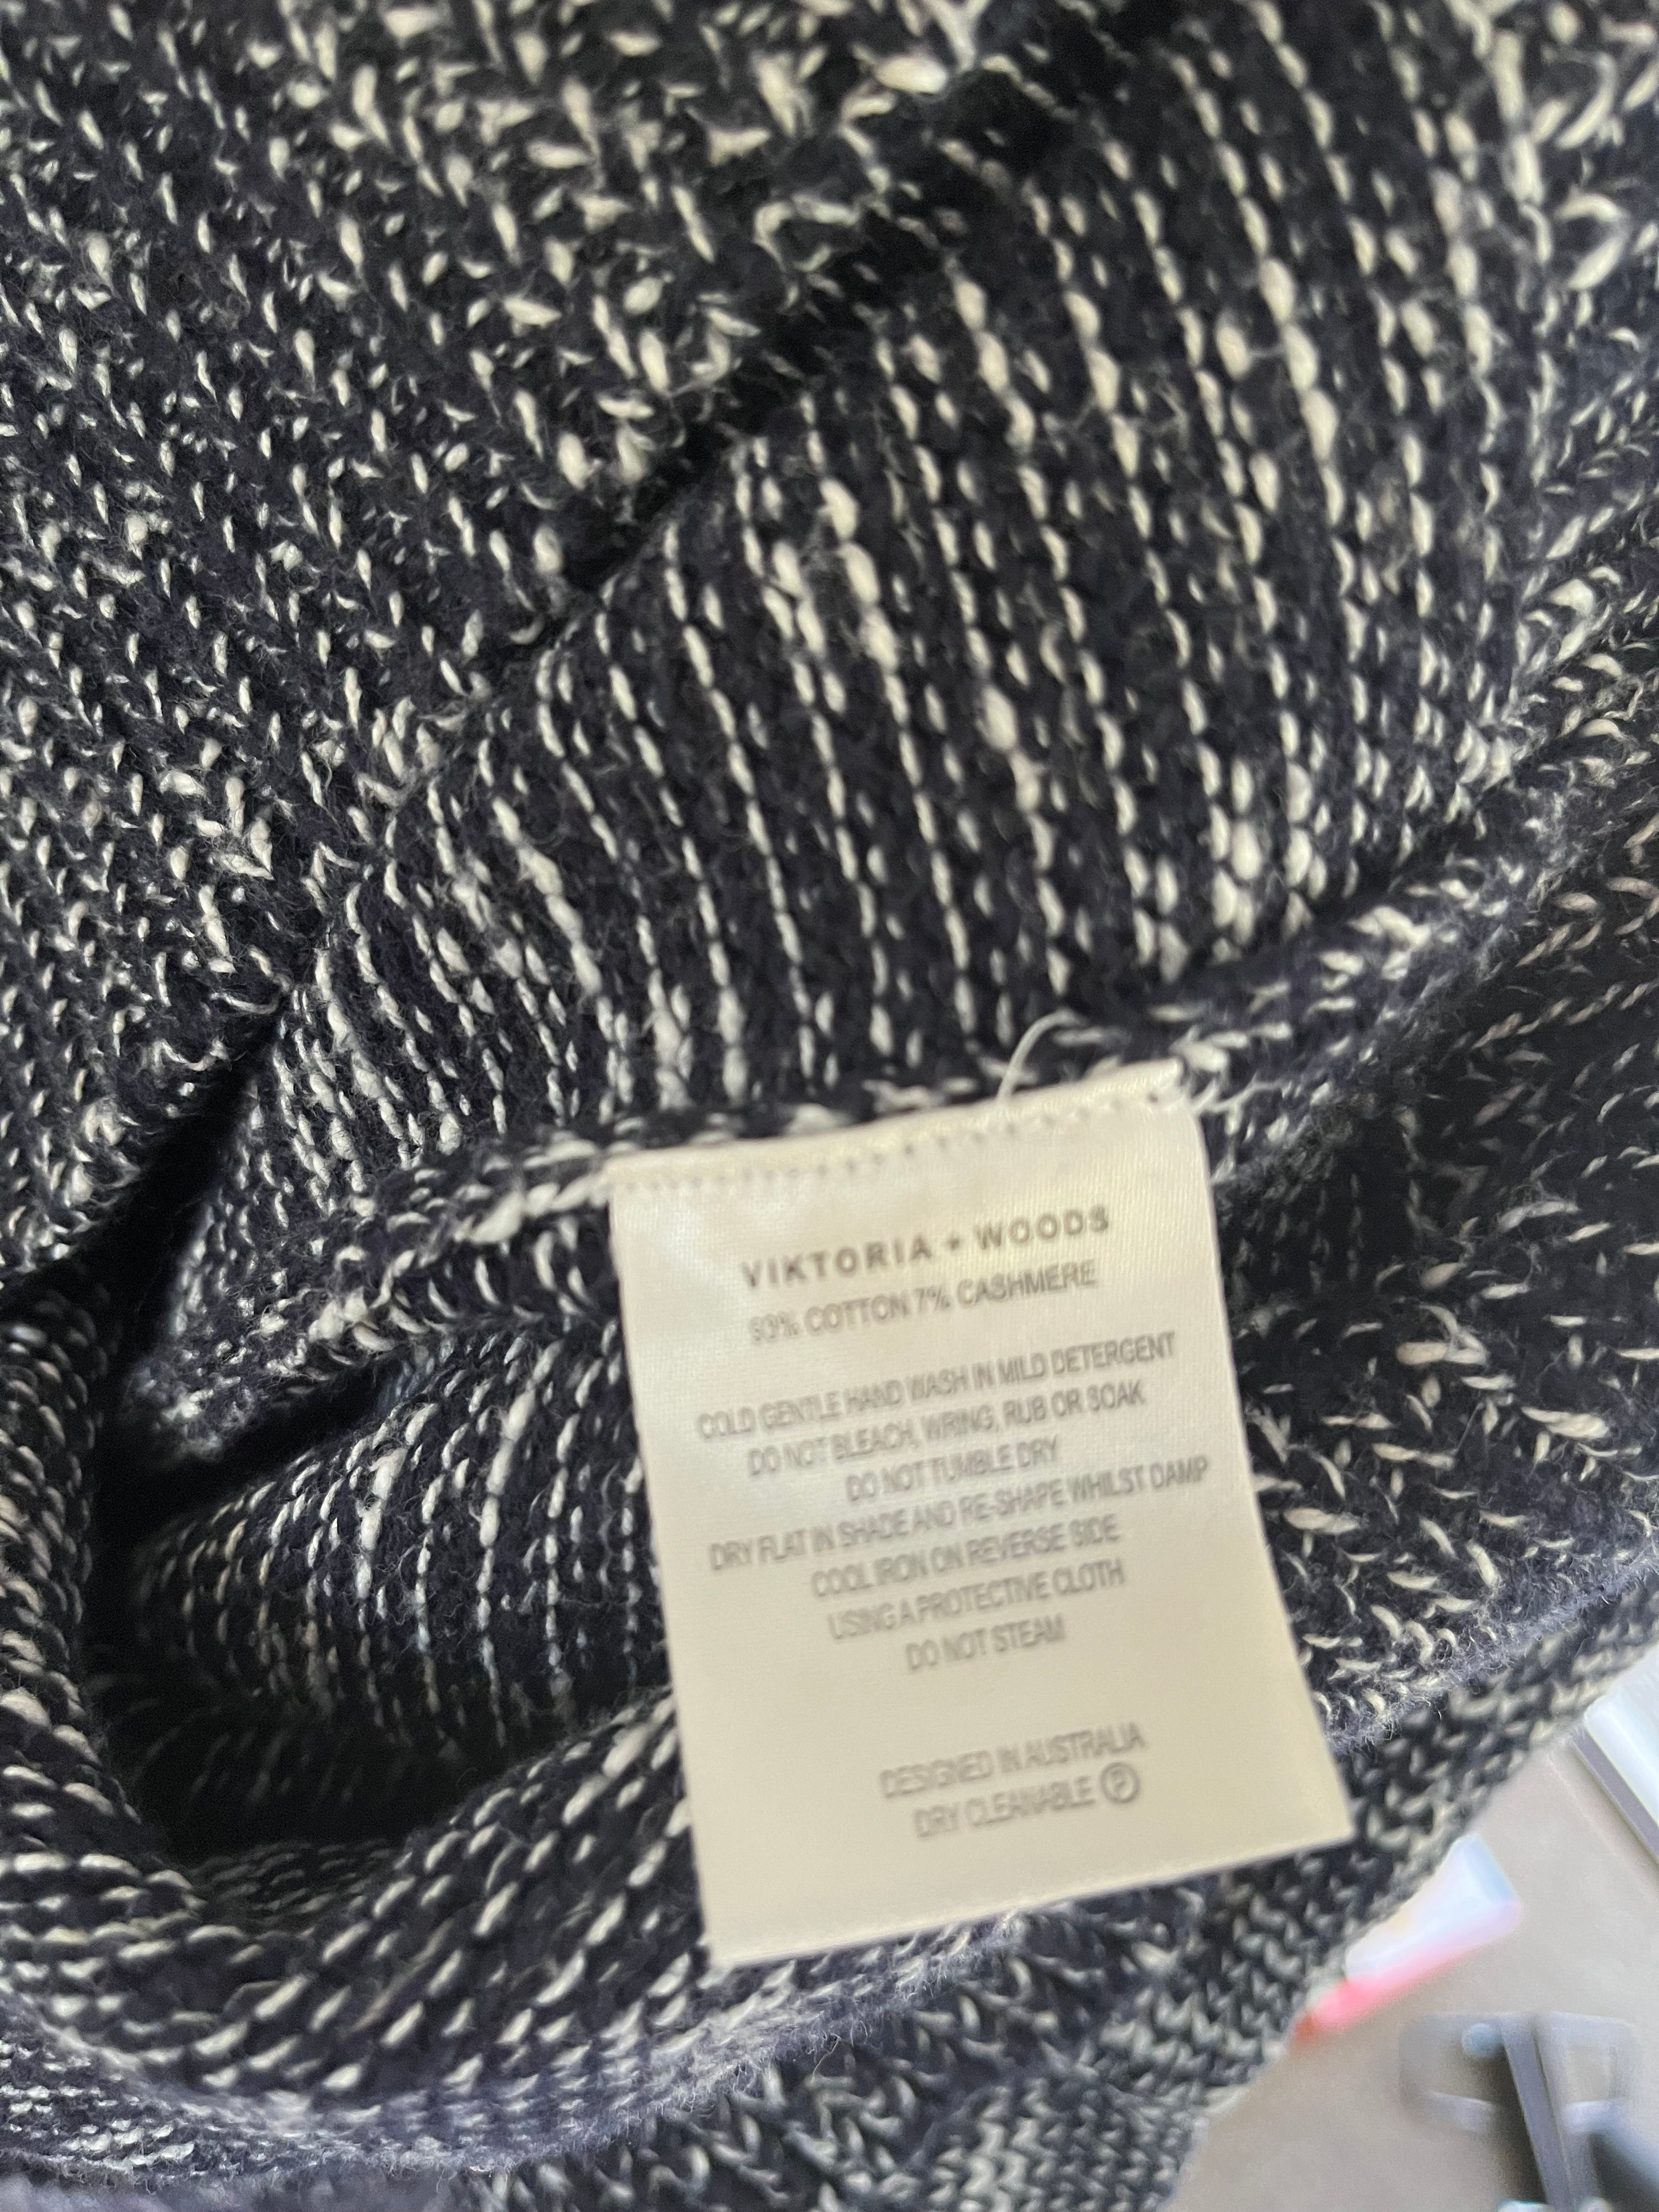 VIKTORIA + WOODS
93% COTTON 7% CASHMERE
COLD GENTLE HAND WASH IN MILD DETERGENT
DO NOT BLEACH, WRING, RUB OR SOAK
DO NOT TUMBLE DRY
DRY FLAT IN SHADE AND RE-SHAPE WHILST DAMP
COOL IRON ON REVERSE SIDE
USING A PROTECTIVE CLOTH
DO NOT STEAM
DESIGNED IN AUSTRALIA
DRY CLEANABLE Ⓟ